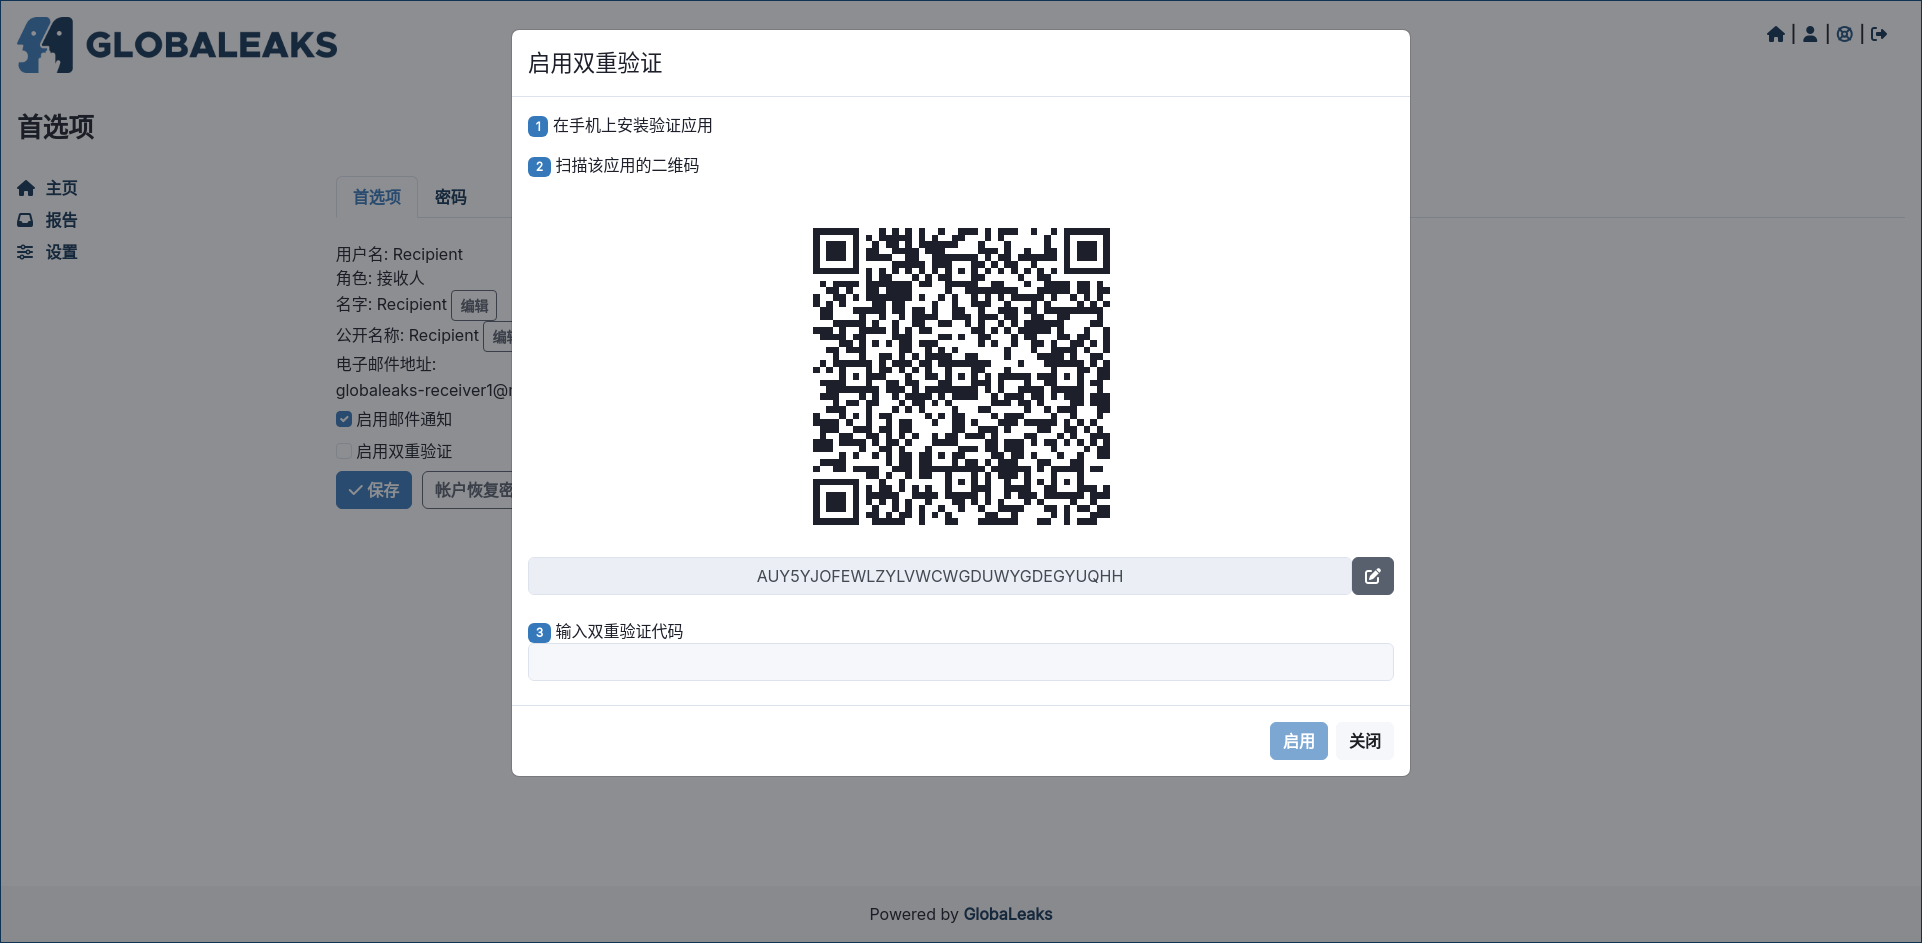 GLOBALEAKS
首选项
主页
报告
设置
首选项 密码
用户名: Recipient
角色: 接收人
名字: Recipient 编辑
公开名称: Recipient
电子邮件地址:
globaleaks-receiver1@
启用邮件通知
启用双重验证
保存 帐户恢复密
启用双重验证
1 在手机上安装验证应用
2 扫描该应用的二维码
AUY5YJOFEWLZYLVWCWGDUWYGDEGYUQHH
3 输入双重验证代码
启用 关闭
Powered by GlobaLeaks